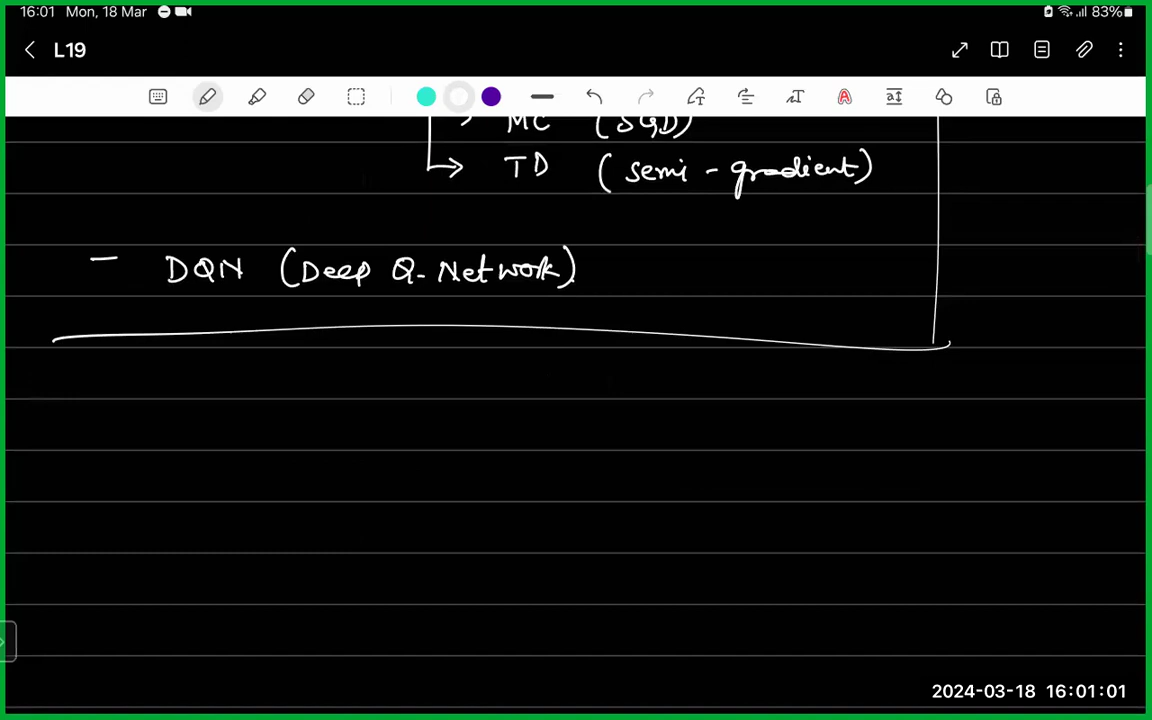 16:01 Mon, 18 Mar 83%
L19
MC (SGD)
TD (semi - gradient)
- DQN (Deep Q-Network)
2024-03-18 16:01:01